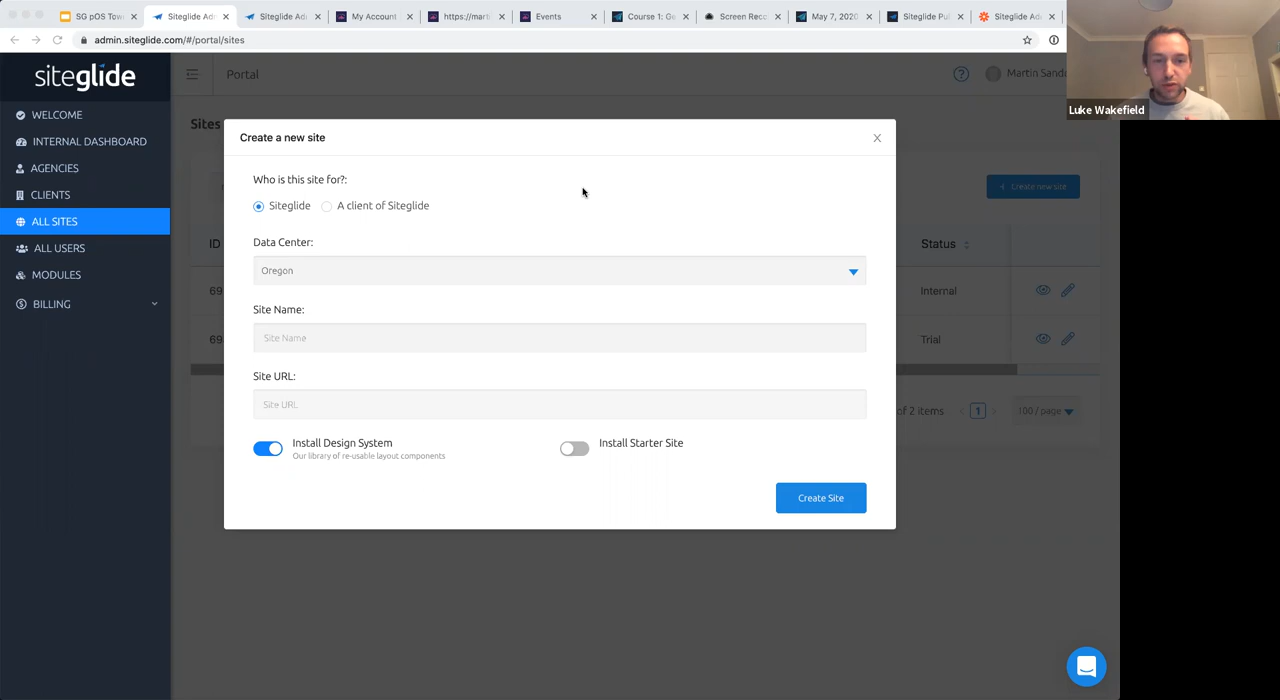 SG pOS Tow
Siteglide Adm
Siteglide Ad
My Account
https://marti
Events
Course 1: Ge
Screen Reco
May 7, 2020
Siteglide Pu
Siteglide Ad
admin.siteglide.com/#/portal/sites
siteglide
Portal
Martin Sand
Luke Wakefield
WELCOME
INTERNAL DASHBOARD
AGENCIES
CLIENTS
ALL SITES
ALL USERS
MODULES
BILLING
Sites
Create new site
ID
Status
69
Internal
69
Trial
of 2 items
1
100 / page
Create a new site
Who is this site for?:
Siteglide
A client of Siteglide
Data Center:
Oregon
Site Name:
Site Name
Site URL:
Site URL
Install Design System
Our library of re-usable layout components
Install Starter Site
Create Site